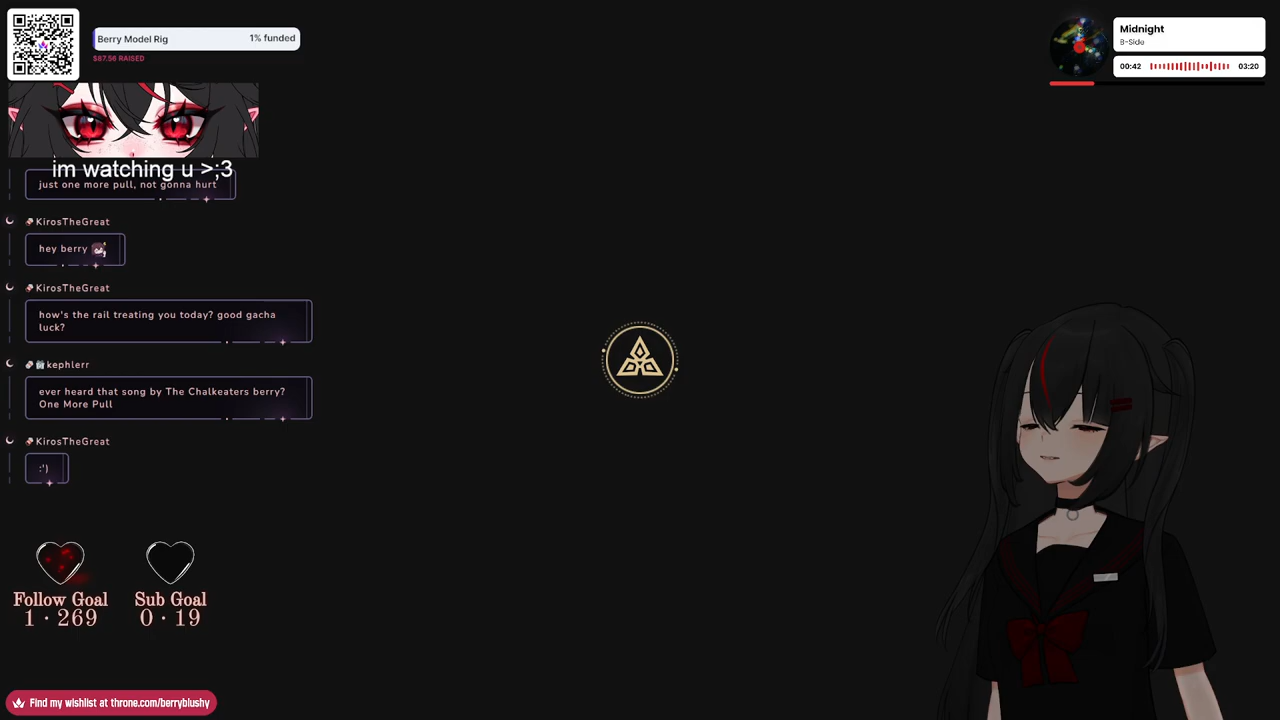 Berry Model Rig
1% funded
$87.56 RAISED
Midnight
B-Side
00:42
03:20
im watching u >;3
just one more pull, not gonna hurt
KirosTheGreat
hey berry
KirosTheGreat
how's the rail treating you today? good gacha
luck?
kephlerr
ever heard that song by The Chalkeaters berry?
One More Pull
KirosTheGreat
:')
Follow Goal
1 · 269
Sub Goal
0 · 19
Find my wishlist at throne.com/berryblushy